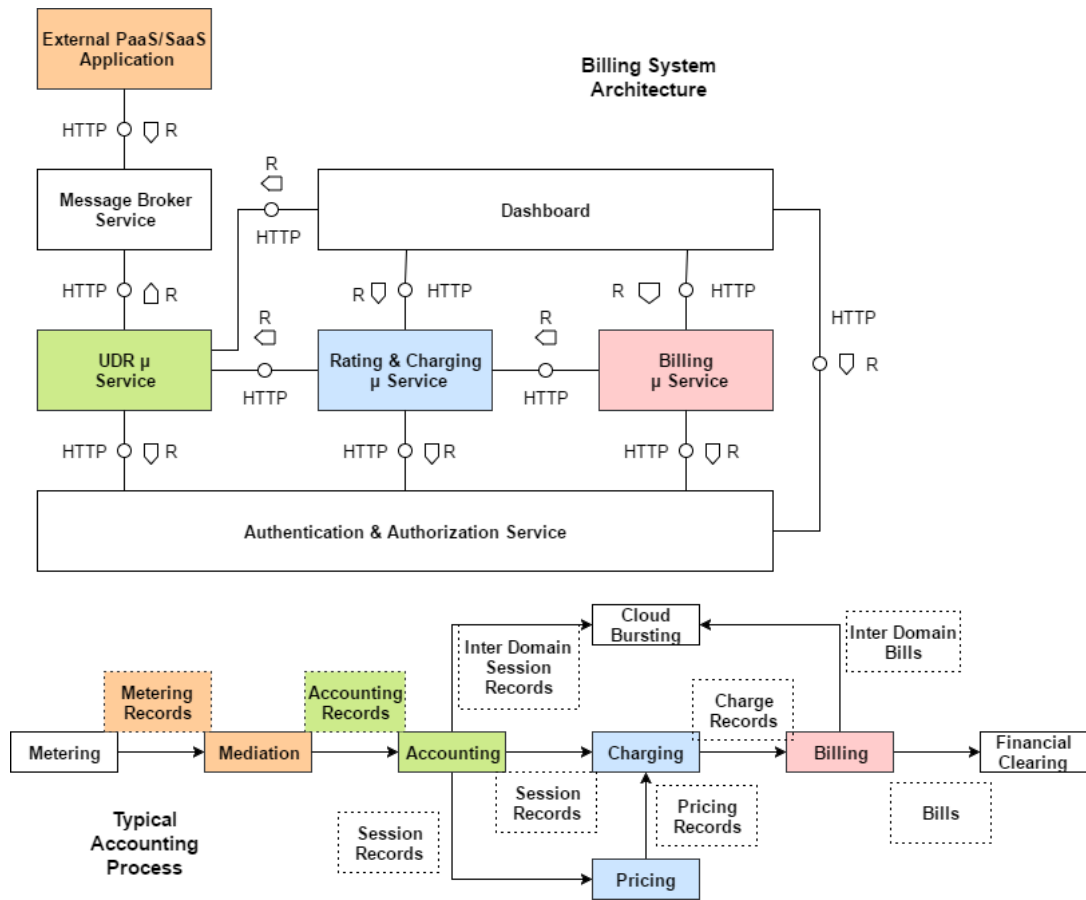 External PaaS/SaaS
Application
Billing System
Architecture
HTTP
R
Message Broker
Service
R
HTTP
Dashboard
HTTP
R
R
HTTP
R
HTTP
HTTP
R
UDR μ
Service
R
HTTP
Rating & Charging
μ Service
R
HTTP
Billing
μ Service
HTTP
R
HTTP
R
HTTP
R
Authentication & Authorization Service
Cloud
Bursting
Inter Domain
Session
Records
Inter Domain
Bills
Metering
Records
Accounting
Records
Charge
Records
Metering
Mediation
Accounting
Charging
Billing
Financial
Clearing
Session
Records
Pricing
Records
Bills
Typical
Accounting
Process
Session
Records
Pricing